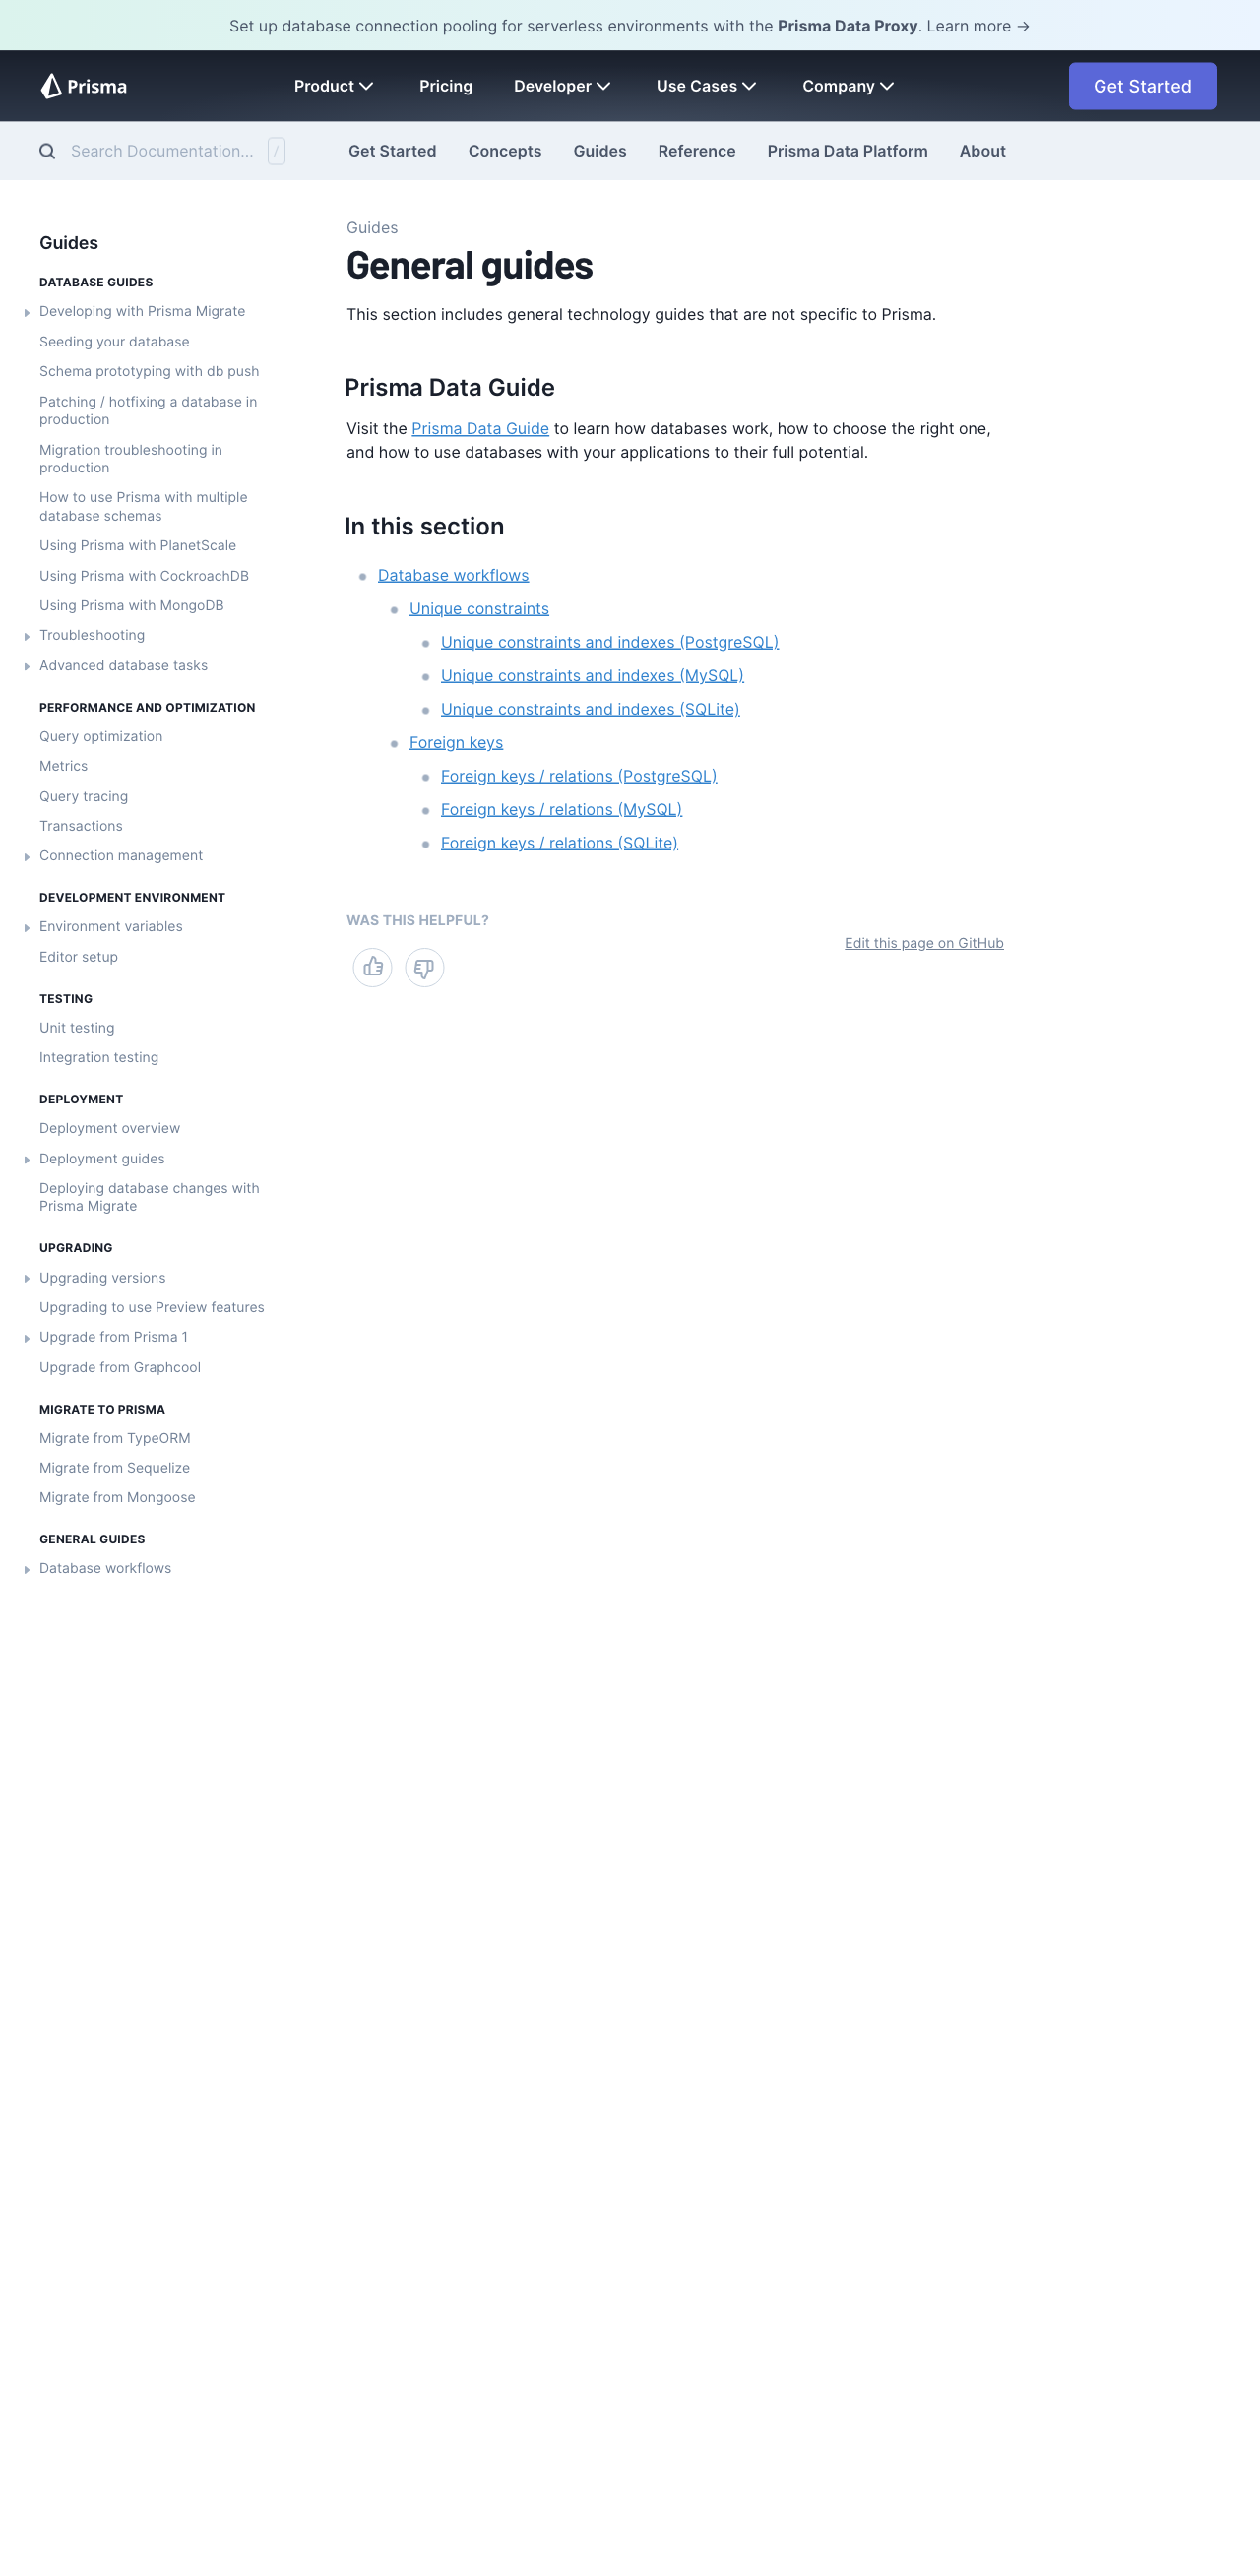 Set up database connection pooling for serverless environments with the Prisma Data Proxy. Learn more →
Prisma
Product
Pricing
Developer
Use Cases
Company
Get Started
Search Documentation...
/
Get Started
Concepts
Guides
Reference
Prisma Data Platform
About
Guides
DATABASE GUIDES
Developing with Prisma Migrate
Seeding your database
Schema prototyping with db push
Patching / hotfixing a database in
production
Migration troubleshooting in
production
How to use Prisma with multiple
database schemas
Using Prisma with PlanetScale
Using Prisma with CockroachDB
Using Prisma with MongoDB
Troubleshooting
Advanced database tasks
PERFORMANCE AND OPTIMIZATION
Query optimization
Metrics
Query tracing
Transactions
Connection management
DEVELOPMENT ENVIRONMENT
Environment variables
Editor setup
TESTING
Unit testing
Integration testing
DEPLOYMENT
Deployment overview
Deployment guides
Deploying database changes with
Prisma Migrate
UPGRADING
Upgrading versions
Upgrading to use Preview features
Upgrade from Prisma 1
Upgrade from Graphcool
MIGRATE TO PRISMA
Migrate from TypeORM
Migrate from Sequelize
Migrate from Mongoose
GENERAL GUIDES
Database workflows
Guides
General guides
This section includes general technology guides that are not specific to Prisma.
Prisma Data Guide
Visit the Prisma Data Guide to learn how databases work, how to choose the right one,
and how to use databases with your applications to their full potential.
In this section
Database workflows
Unique constraints
Unique constraints and indexes (PostgreSQL)
Unique constraints and indexes (MySQL)
Unique constraints and indexes (SQLite)
Foreign keys
Foreign keys / relations (PostgreSQL)
Foreign keys / relations (MySQL)
Foreign keys / relations (SQLite)
WAS THIS HELPFUL?
Edit this page on GitHub